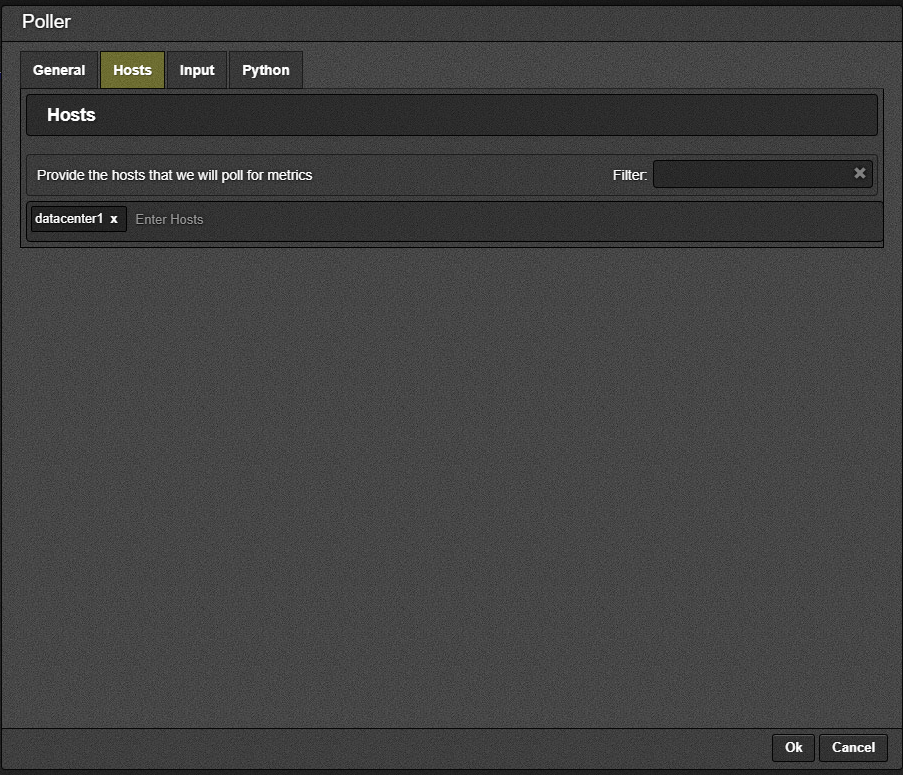 Poller
General Hosts Input Python
Hosts
Provide the hosts that we will poll for metrics Filter:
datacenter1 x Enter Hosts
Ok Cancel